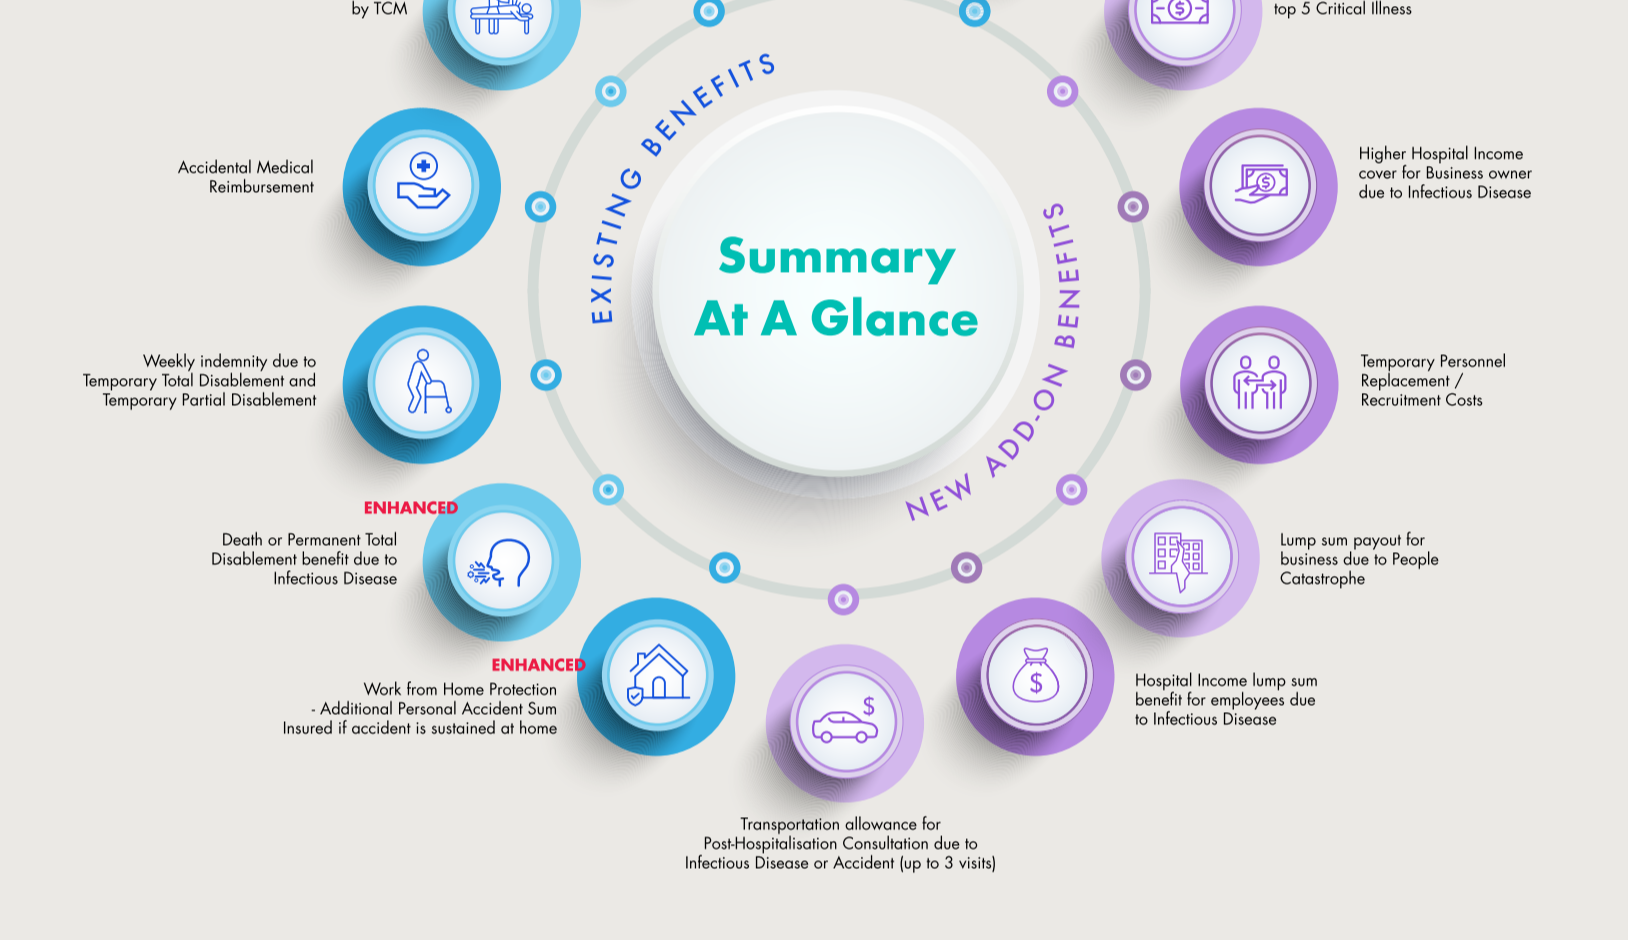 by TCM
top 5 Critical Illness
EXISTING BENEFITS
Accidental Medical
Reimbursement
Higher Hospital Income
cover for Business owner
due to Infectious Disease
Summary
At A Glance
NEW ADD-ON BENEFITS
Weekly indemnity due to
Temporary Total Disablement and
Temporary Partial Disablement
Temporary Personnel
Replacement /
Recruitment Costs
ENHANCED
Death or Permanent Total
Disablement benefit due to
Infectious Disease
Lump sum payout for
business due to People
Catastrophe
ENHANCED
Work from Home Protection
- Additional Personal Accident Sum
Insured if accident is sustained at home
Hospital Income lump sum
benefit for employees due
to Infectious Disease
Transportation allowance for
Post-Hospitalisation Consultation due to
Infectious Disease or Accident (up to 3 visits)